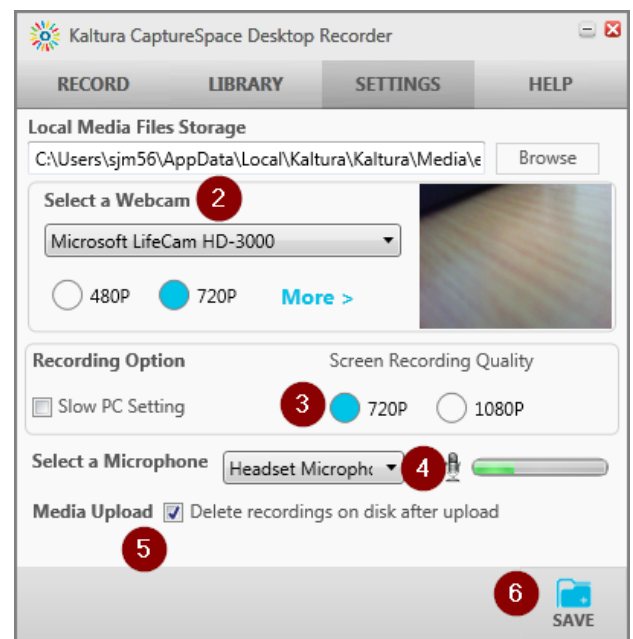 Kaltura CaptureSpace Desktop Recorder
RECORD LIBRARY SETTINGS HELP
Local Media Files Storage
C:\Users\sjm56\AppData\Local\Kaltura\Kaltura\Media\e Browse
Select a Webcam 2
Microsoft LifeCam HD-3000
480P 720P More >
Recording Option Screen Recording Quality
Slow PC Setting 3 720P 1080P
Select a Microphone Headset Micropho 4
Media Upload Delete recordings on disk after upload
5
6
SAVE